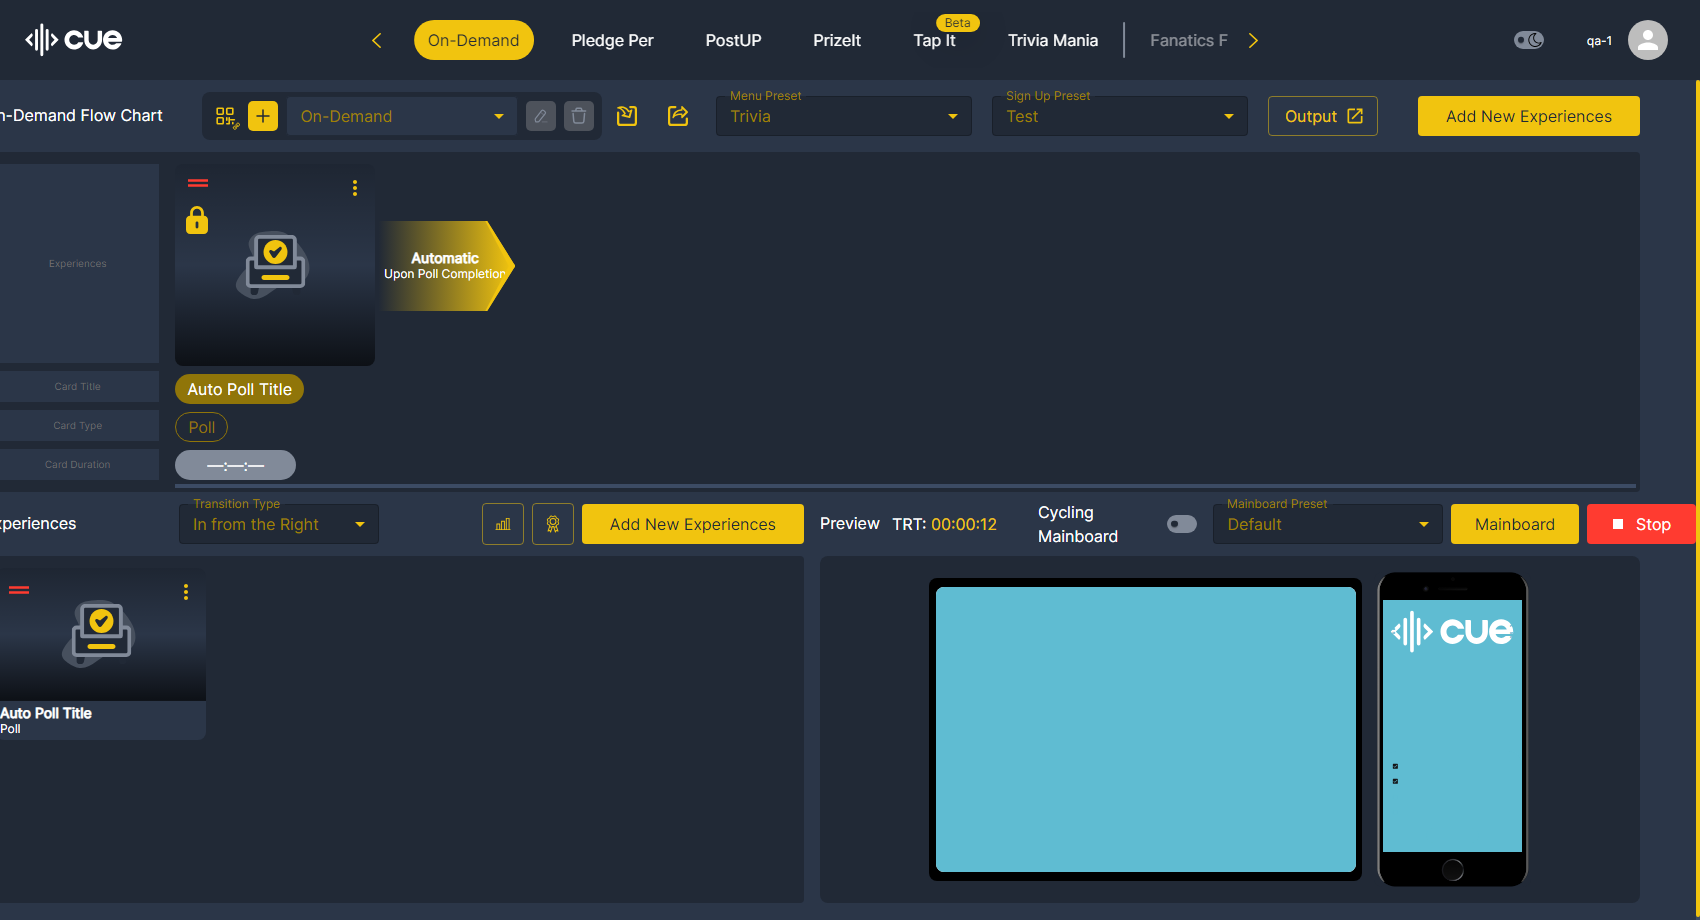 cue
On-Demand
Pledge Per
PostUP
PrizeIt
Beta
Tap It
Trivia Mania
Fanatics F
qa-1
n-Demand Flow Chart
On-Demand
Menu Preset
Trivia
Sign Up Preset
Test
Output
Add New Experiences
Experiences
Automatic
Upon Poll Completion
Card Title
Auto Poll Title
Card Type
Poll
Card Duration
—:—:—
xperiences
Transition Type
In from the Right
Add New Experiences
Preview
TRT: 00:00:12
Cycling
Mainboard
Mainboard Preset
Default
Mainboard
Stop
Auto Poll Title
Poll
cue